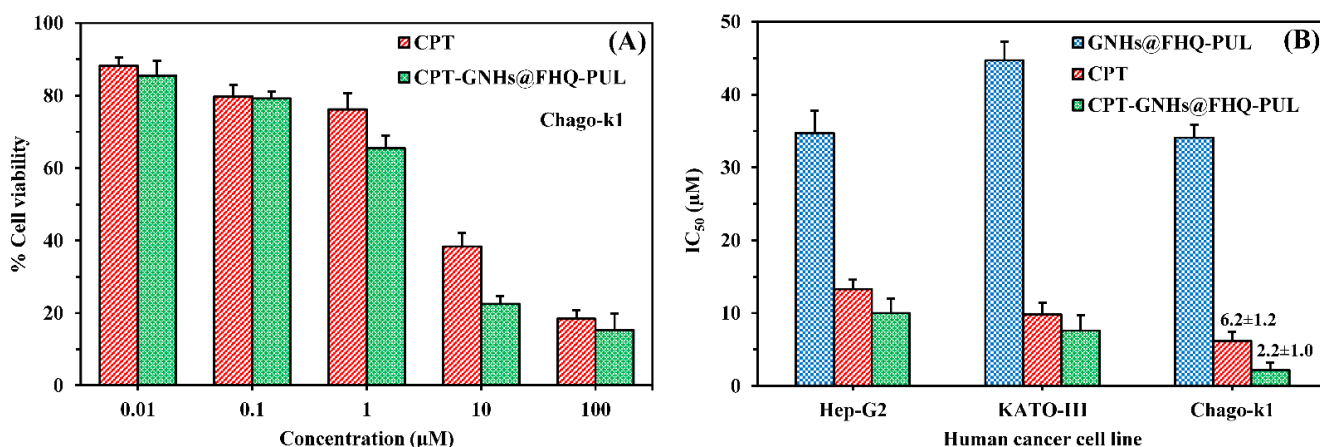 100
80
60
40
20
0
% Cell viability
CPT
CPT-GNHs@FHQ-PUL
(A)
Chago-k1
0.01 0.1 1 10 100
Concentration (µM)
50
40
30
20
10
0
IC50 (µM)
GNHs@FHQ-PUL
CPT
CPT-GNHs@FHQ-PUL
(B)
6.2±1.2
2.2±1.0
Hep-G2 KATO-III Chago-k1
Human cancer cell line